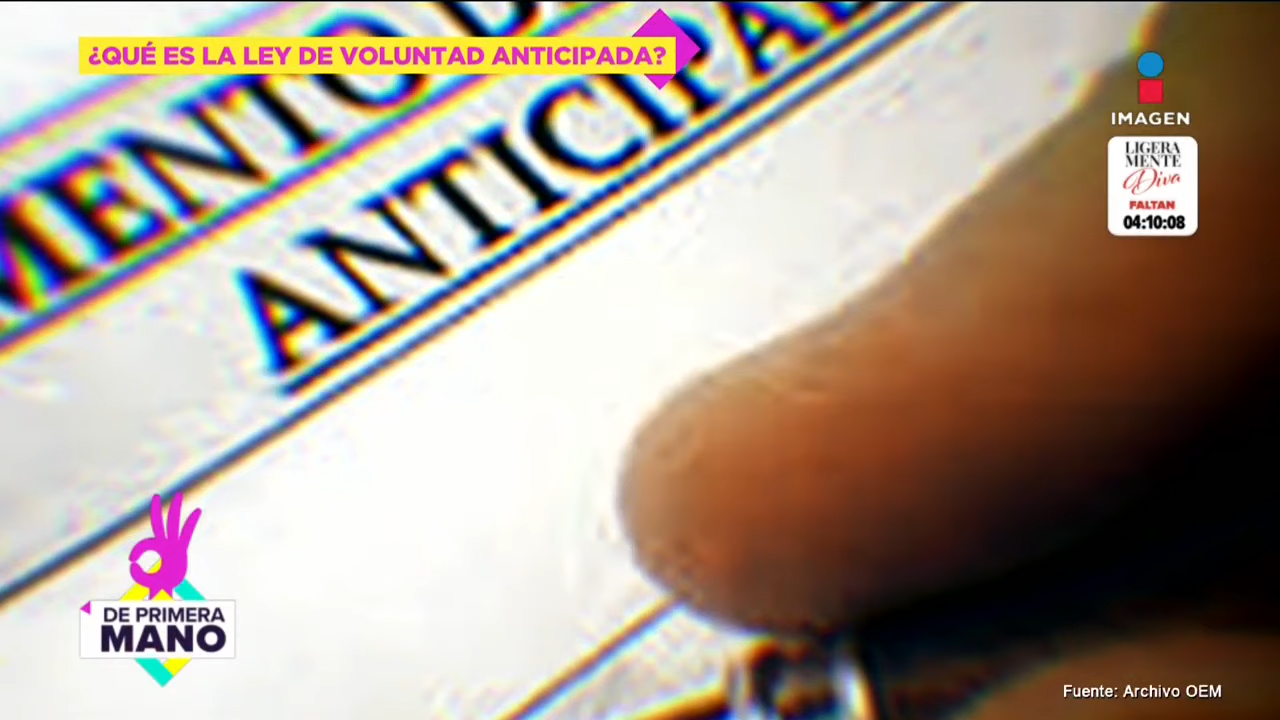 ¿QUÉ ES LA LEY DE VOLUNTAD ANTICIPADA?
IMAGEN
LIGERA
MENTE
Diva
FALTAN
04:10:08
MENTO D
ANTICIPA
DE PRIMERA
MANO
Fuente: Archivo OEM